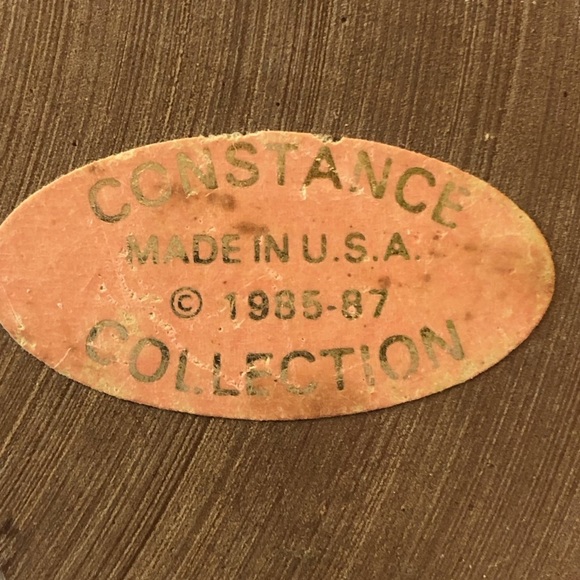 CONSTANCE
MADE IN U.S.A.
© 1985-87
COLLECTION